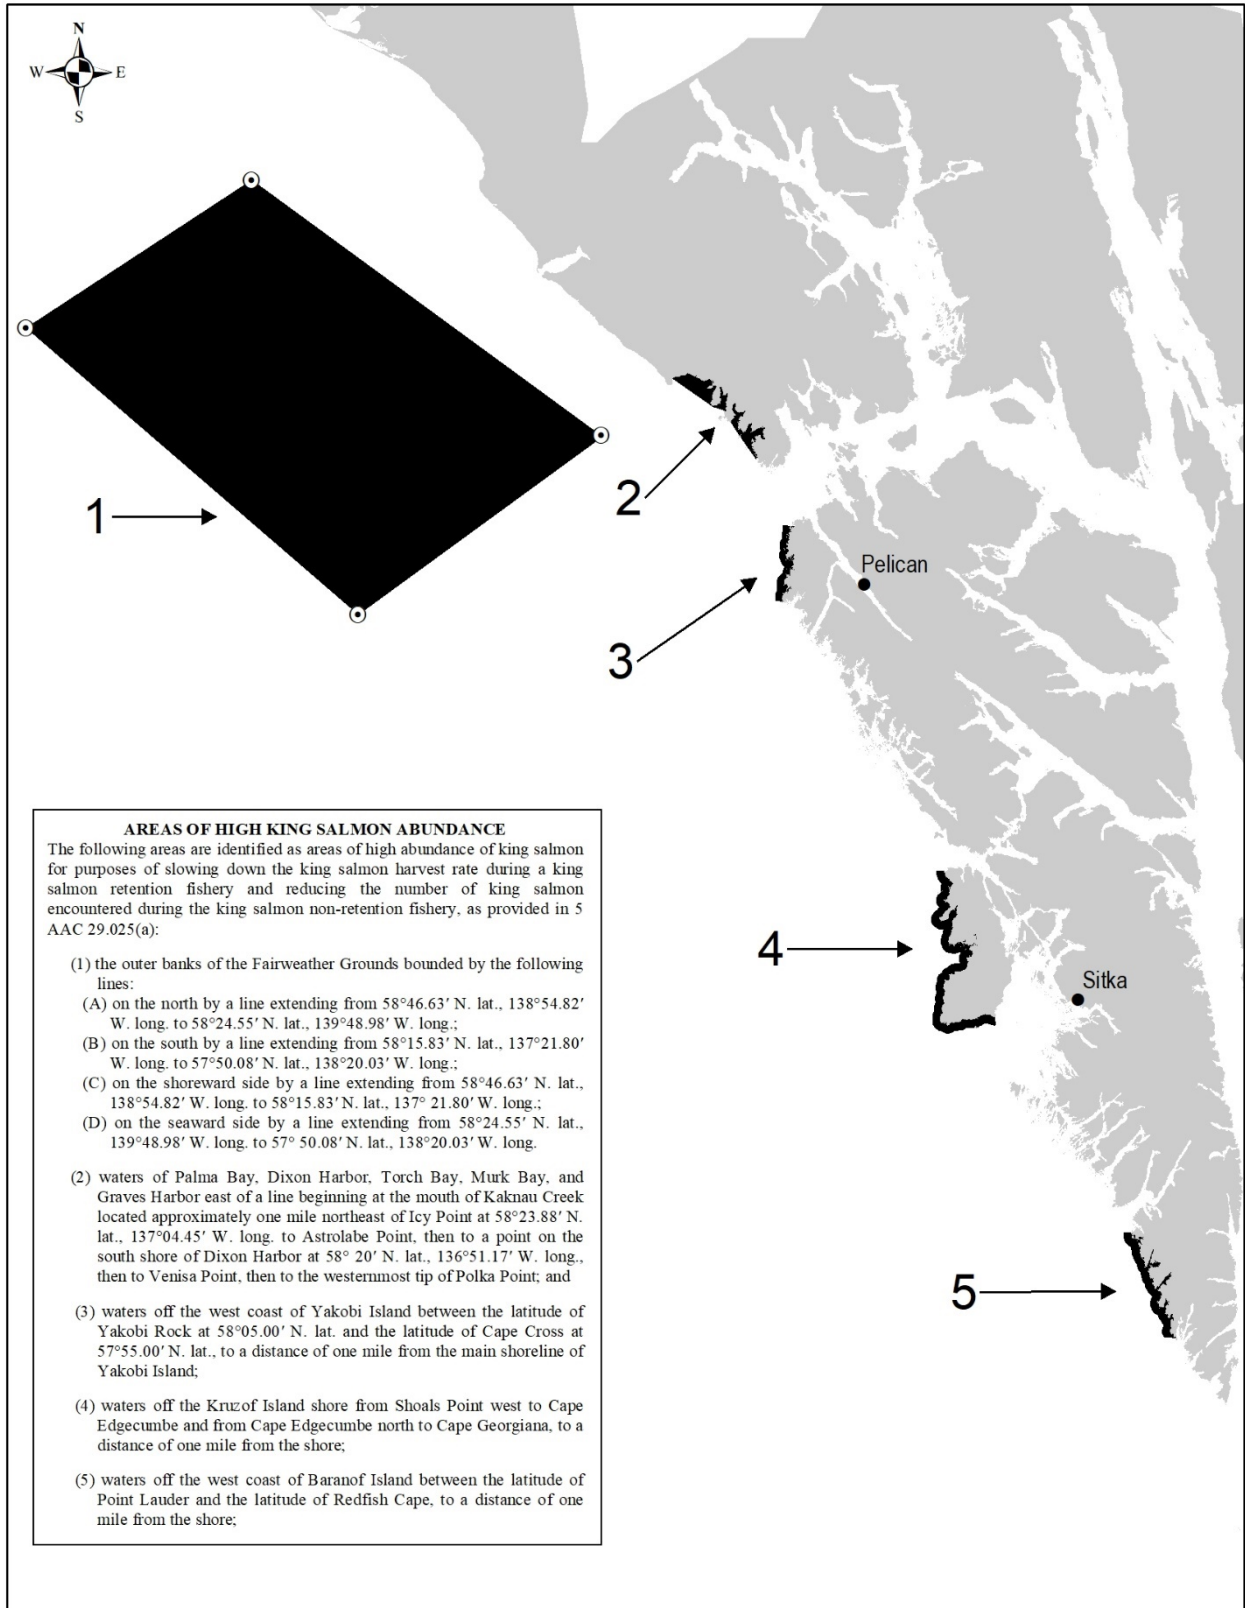 N
W E
S
1
2
3
Pelican
4
Sitka
5
AREAS OF HIGH KING SALMON ABUNDANCE
The following areas are identified as areas of high abundance of king salmon
for purposes of slowing down the king salmon harvest rate during a king
salmon retention fishery and reducing the number of king salmon
encountered during the king salmon non-retention fishery, as provided in 5
AAC 29.025(a):
(1) the outer banks of the Fairweather Grounds bounded by the following
lines:
(A) on the north by a line extending from 58°46.63′ N. lat., 138°54.82′
W. long. to 58°24.55′ N. lat., 139°48.98′ W. long.;
(B) on the south by a line extending from 58°15.83′ N. lat., 137°21.80′
W. long. to 57°50.08′ N. lat., 138°20.03′ W. long.;
(C) on the shoreward side by a line extending from 58°46.63′ N. lat.,
138°54.82′ W. long. to 58°15.83′ N. lat., 137° 21.80′ W. long.;
(D) on the seaward side by a line extending from 58°24.55′ N. lat.,
139°48.98′ W. long. to 57° 50.08′ N. lat., 138°20.03′ W. long.
(2) waters of Palma Bay, Dixon Harbor, Torch Bay, Murk Bay, and
Graves Harbor east of a line beginning at the mouth of Kaknau Creek
located approximately one mile northeast of Icy Point at 58°23.88′ N.
lat., 137°04.45′ W. long. to Astrolabe Point, then to a point on the
south shore of Dixon Harbor at 58° 20′ N. lat., 136°51.17′ W. long.,
then to Venisa Point, then to the westernmost tip of Polka Point; and
(3) waters off the west coast of Yakobi Island between the latitude of
Yakobi Rock at 58°05.00′ N. lat. and the latitude of Cape Cross at
57°55.00′ N. lat., to a distance of one mile from the main shoreline of
Yakobi Island;
(4) waters off the Kruzof Island shore from Shoals Point west to Cape
Edgecumbe and from Cape Edgecumbe north to Cape Georgiana, to a
distance of one mile from the shore;
(5) waters off the west coast of Baranof Island between the latitude of
Point Lauder and the latitude of Redfish Cape, to a distance of one
mile from the shore;